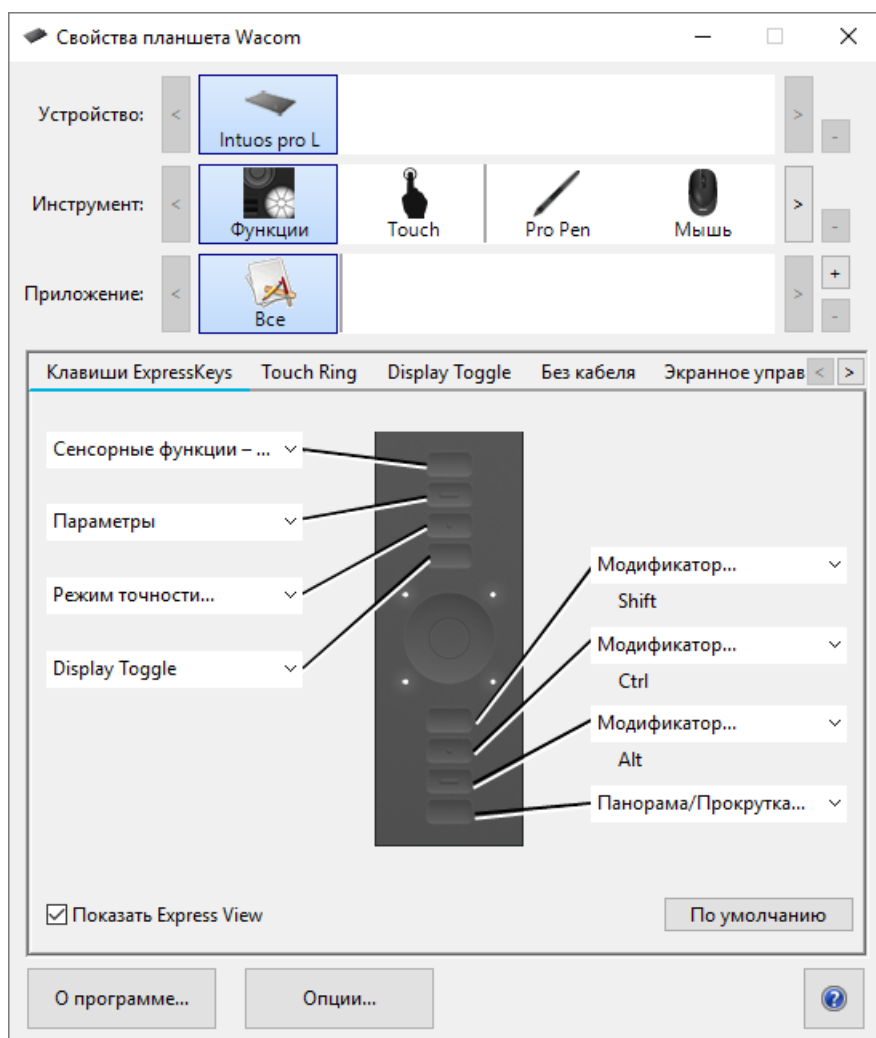 Свойства планшета Wacom
Устройство:
<
Intuos pro L
>
-
Инструмент:
<
Функции
Touch
Pro Pen
Мышь
>
-
Приложение:
<
Все
>
+
-
Клавиши ExpressKeys Touch Ring Display Toggle Без кабеля Экранное управ < >
Сенсорные функции – ...
Параметры
Режим точности...
Display Toggle
Модификатор...
Shift
Модификатор...
Ctrl
Модификатор...
Alt
Панорама/Прокрутка...
Показать Express View
По умолчанию
О программе...
Опции...
?